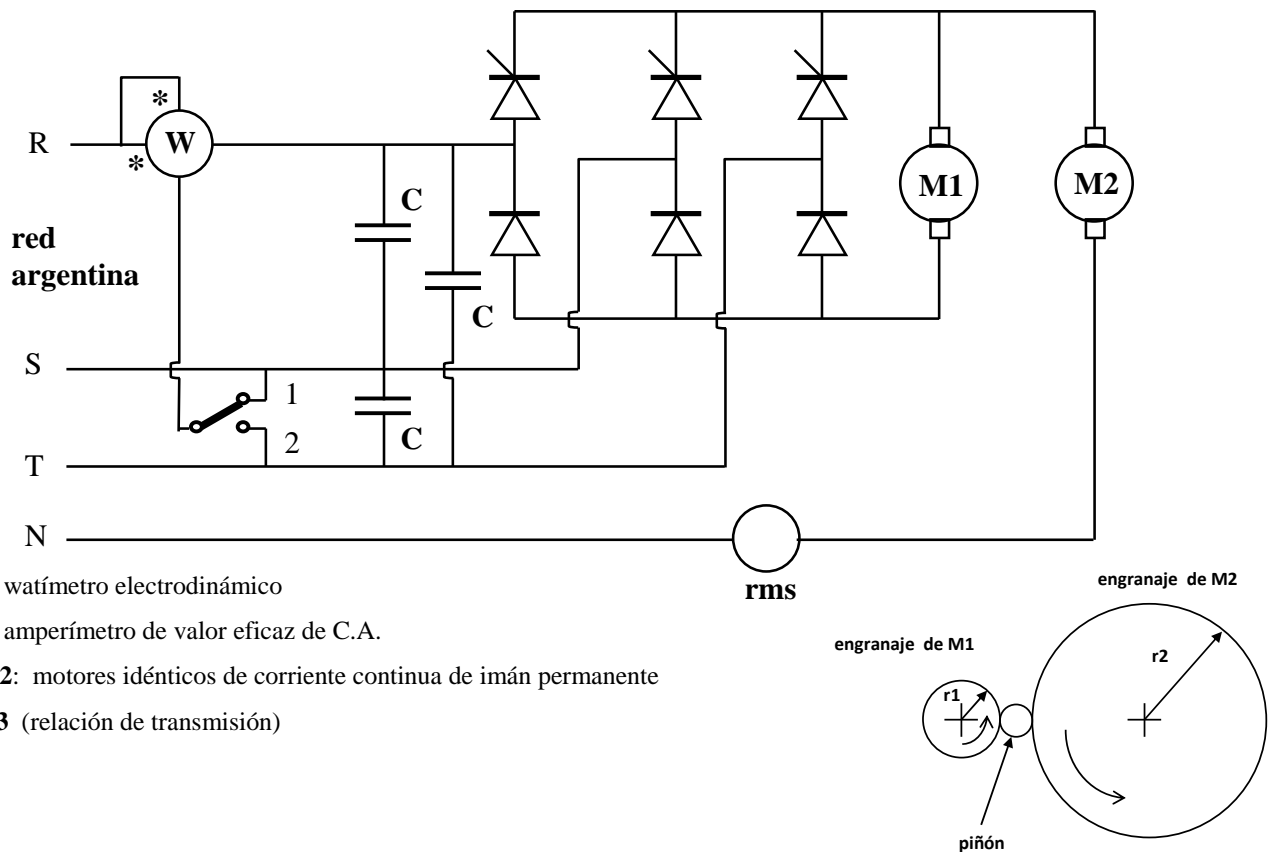 R
*
*
W
C
C
M1
M2
red
argentina
S
1
2
C
T
N
rms
watímetro electrodinámico
amperímetro de valor eficaz de C.A.
2: motores idénticos de corriente continua de imán permanente
3 (relación de transmisión)
engranaje de M2
engranaje de M1
r2
r1
piñón